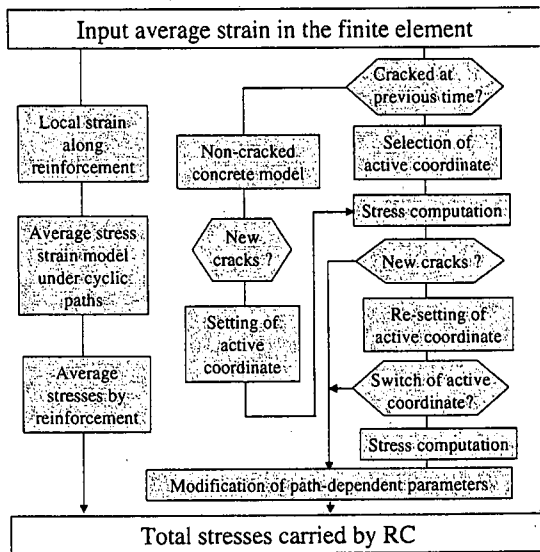 Input average strain in the finite element
Cracked at
previous time?
Local strain
along
reinforcement
Non-cracked
concrete model
Selection of
active coordinate
Average stress
strain model
under cyclic
paths
Stress computation
New
cracks ?
New cracks ?
Setting of
active
coordinate
Re-setting of
active coordinate
Average
stresses by
reinforcement
Switch of active
coordinate?
Stress computation
Modification of path-dependent parameters
Total stresses carried by RC